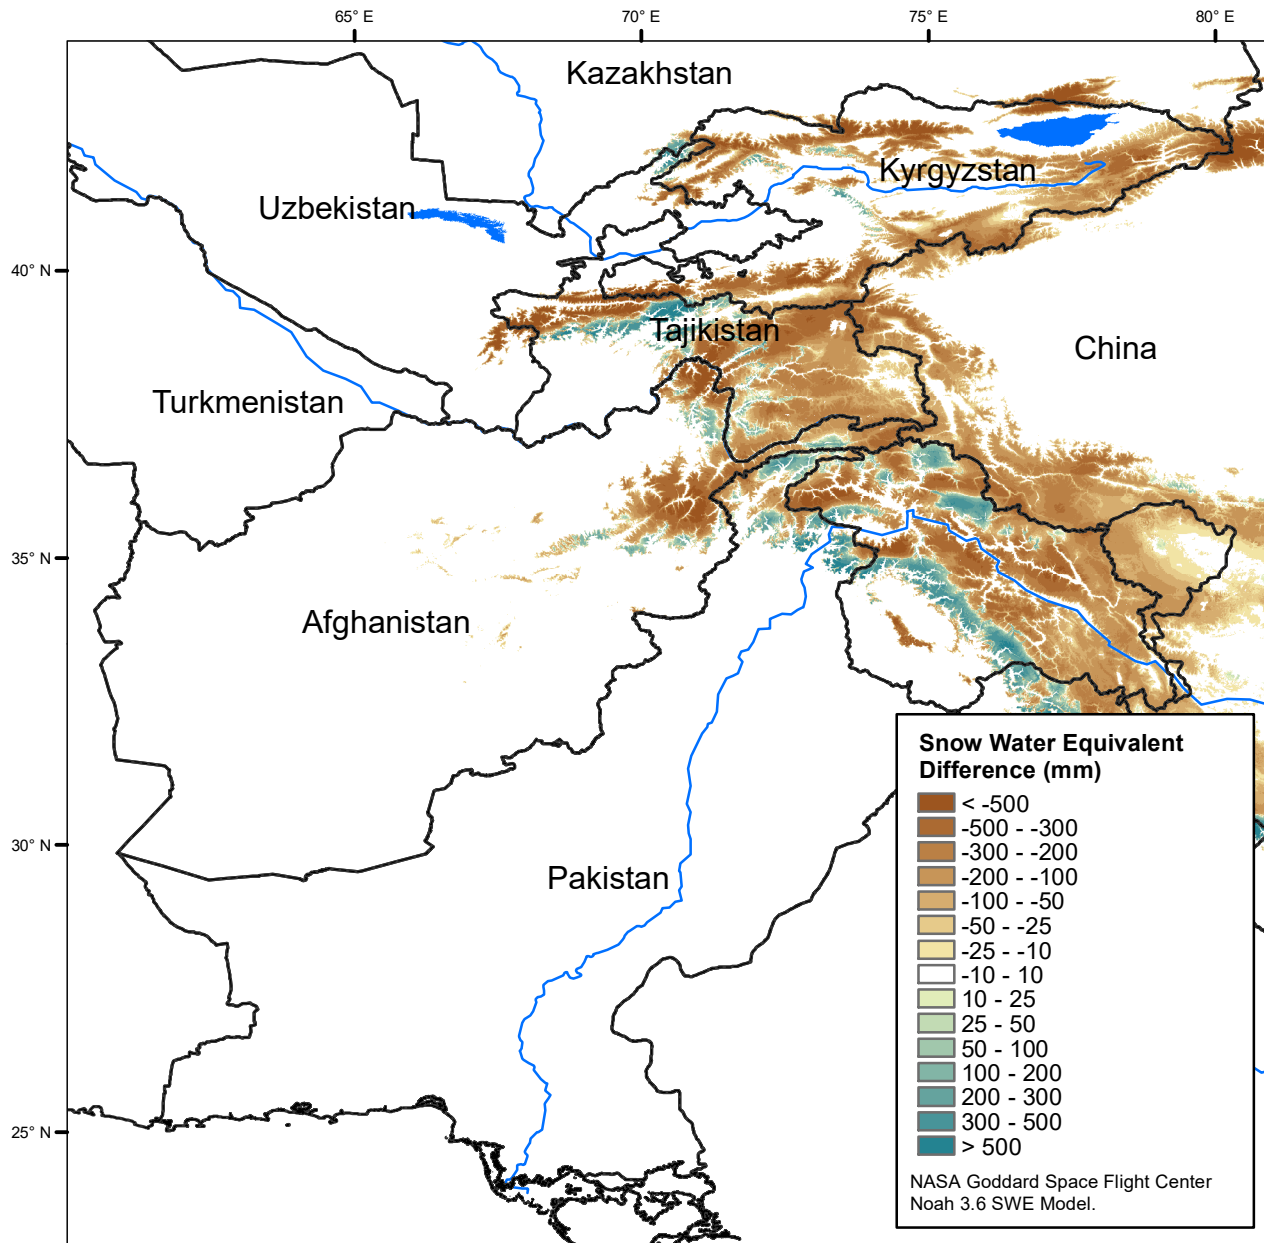 65° E
70° E
75° E
80° E
Kazakhstan
Kyrgyzstan
Uzbekistan
40° N
Tajikistan
China
Turkmenistan
35° N
Afghanistan
Snow Water Equivalent
Difference (mm)
< -500
-500 - -300
-300 - -200
-200 - -100
-100 - -50
-50 - -25
-25 - -10
-10 - 10
10 - 25
25 - 50
50 - 100
100 - 200
200 - 300
300 - 500
> 500
30° N
Pakistan
25° N
NASA Goddard Space Flight Center
Noah 3.6 SWE Model.